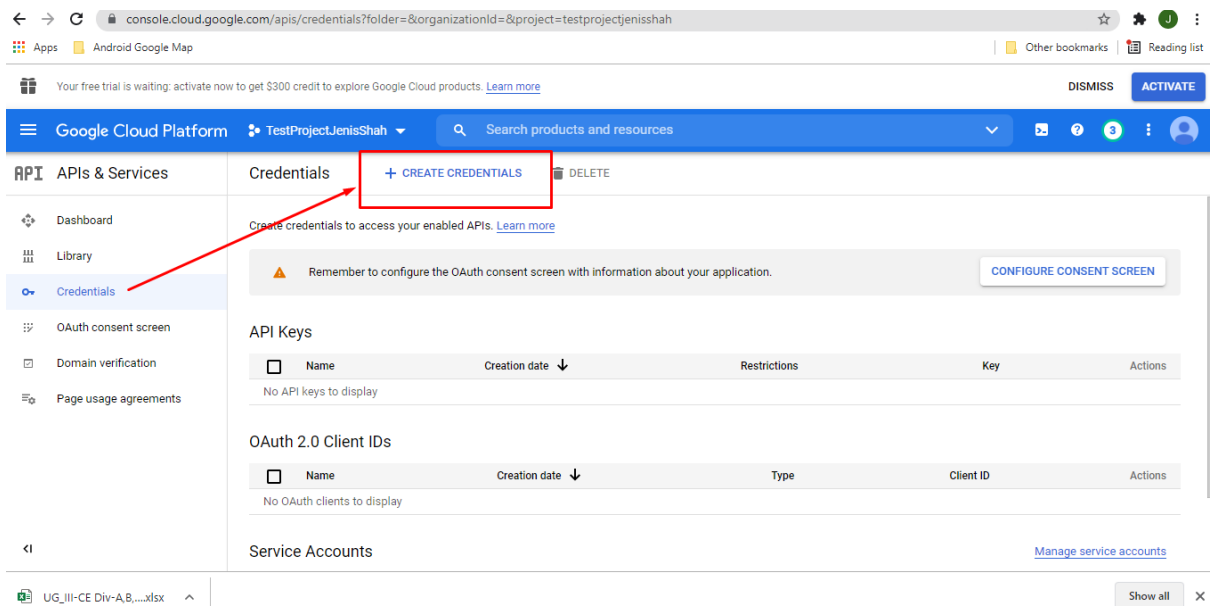 console.cloud.google.com/apis/credentials?folder=&organizationId=&project=testprojectjenisshah
J
Apps Android Google Map Other bookmarks Reading list
Your free trial is waiting: activate now to get $300 credit to explore Google Cloud products. Learn more DISMISS ACTIVATE
Google Cloud Platform TestProjectJenisShah Search products and resources ? 3
API APIs & Services Credentials + CREATE CREDENTIALS DELETE
Dashboard
Create credentials to access your enabled APIs. Learn more
Library
Remember to configure the OAuth consent screen with information about your application. CONFIGURE CONSENT SCREEN
Credentials
OAuth consent screen
API Keys
Domain verification
Name Creation date Restrictions Key Actions
No API keys to display
Page usage agreements
OAuth 2.0 Client IDs
Name Creation date Type Client ID Actions
No OAuth clients to display
Service Accounts Manage service accounts
UG_III-CE Div-A,B,....xlsx Show all